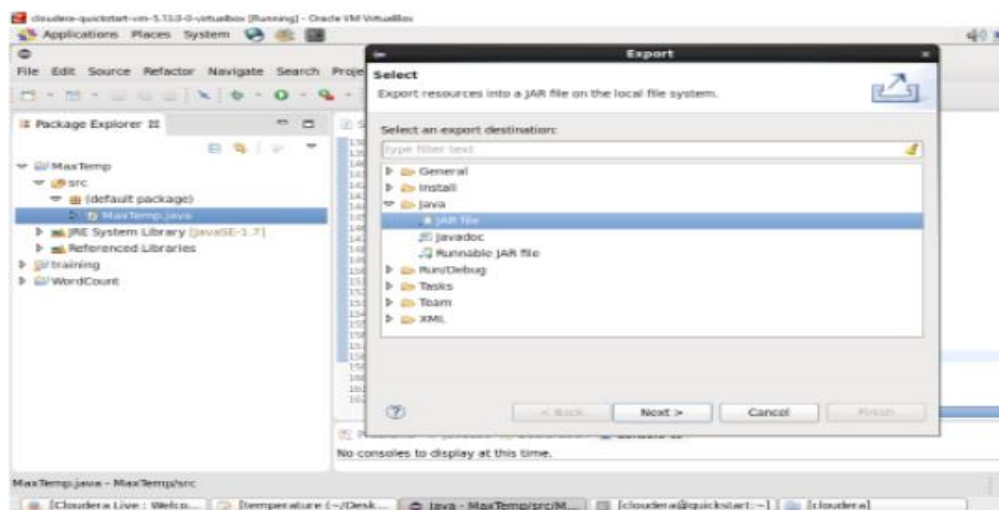 cloudera-quickstart-vm-5.13.0-0-virtualbox [Running] - Oracle VM VirtualBox
Applications Places System
Export
File Edit Source Refactor Navigate Search Proje
Select
Export resources into a JAR file on the local file system.
Package Explorer
Select an export destination:
type filter text
MaxTemp
src
(default package)
MaxTemp.java
JRE System Library [JavaSE-1.7]
Referenced Libraries
training
WordCount
General
Install
Java
JAR file
Javadoc
Runnable JAR file
Run/Debug
Tasks
Team
XML
< Back Next > Cancel Finish
No consoles to display at this time.
MaxTemp.java - MaxTemp/src
[Cloudera Live : Welco... [temperature (~/Desk... Java - MaxTemp/src/M... [cloudera@quickstart:~] [cloudera]